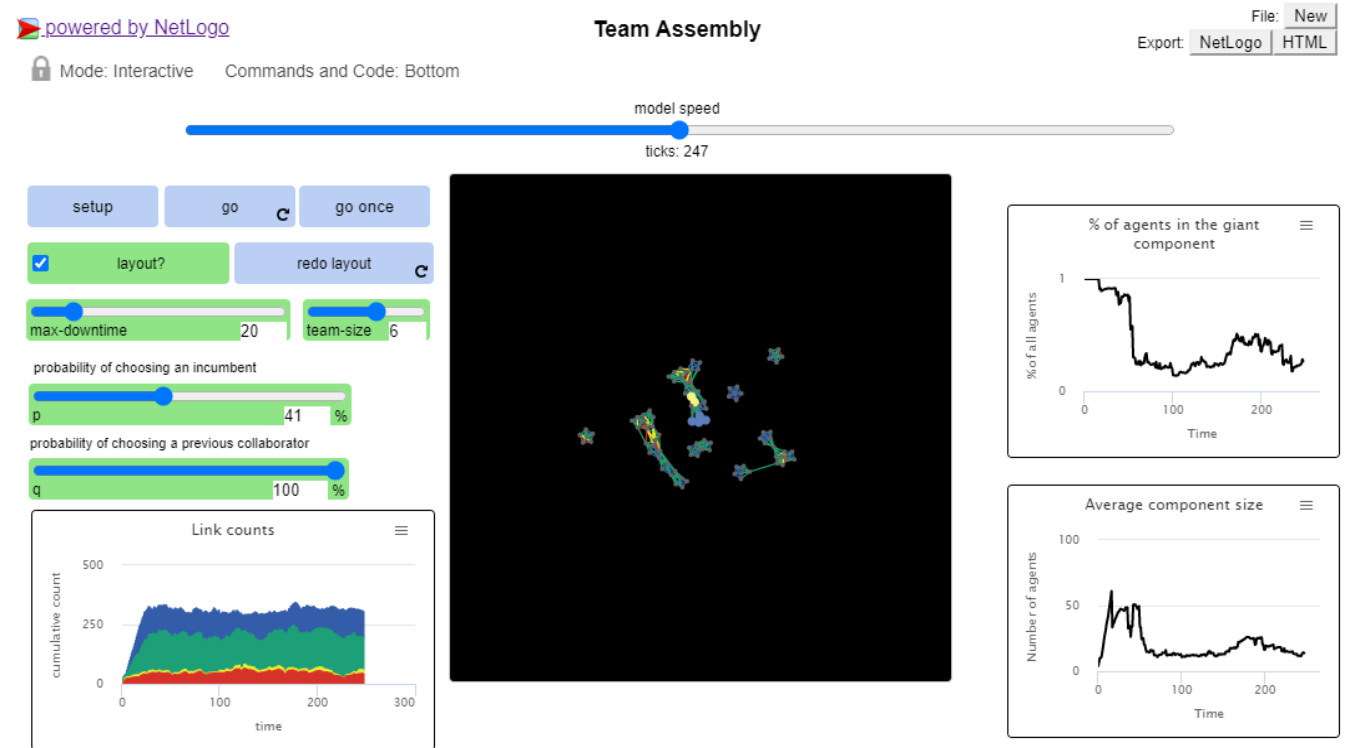 powered by NetLogo
Team Assembly
File: New
Export: NetLogo HTML
Mode: Interactive
Commands and Code: Bottom
model speed
ticks: 247
setup
go
go once
layout?
redo layout
max-downtime 20
team-size 6
probability of choosing an incumbent
p 41 %
probability of choosing a previous collaborator
q 100 %
Link counts
cumulative count
500
250
0
0 100 200 300
time
% of agents in the giant
component
% of all agents
1
0
0 100 200
Time
Average component size
Number of agents
100
50
0
0 100 200
Time